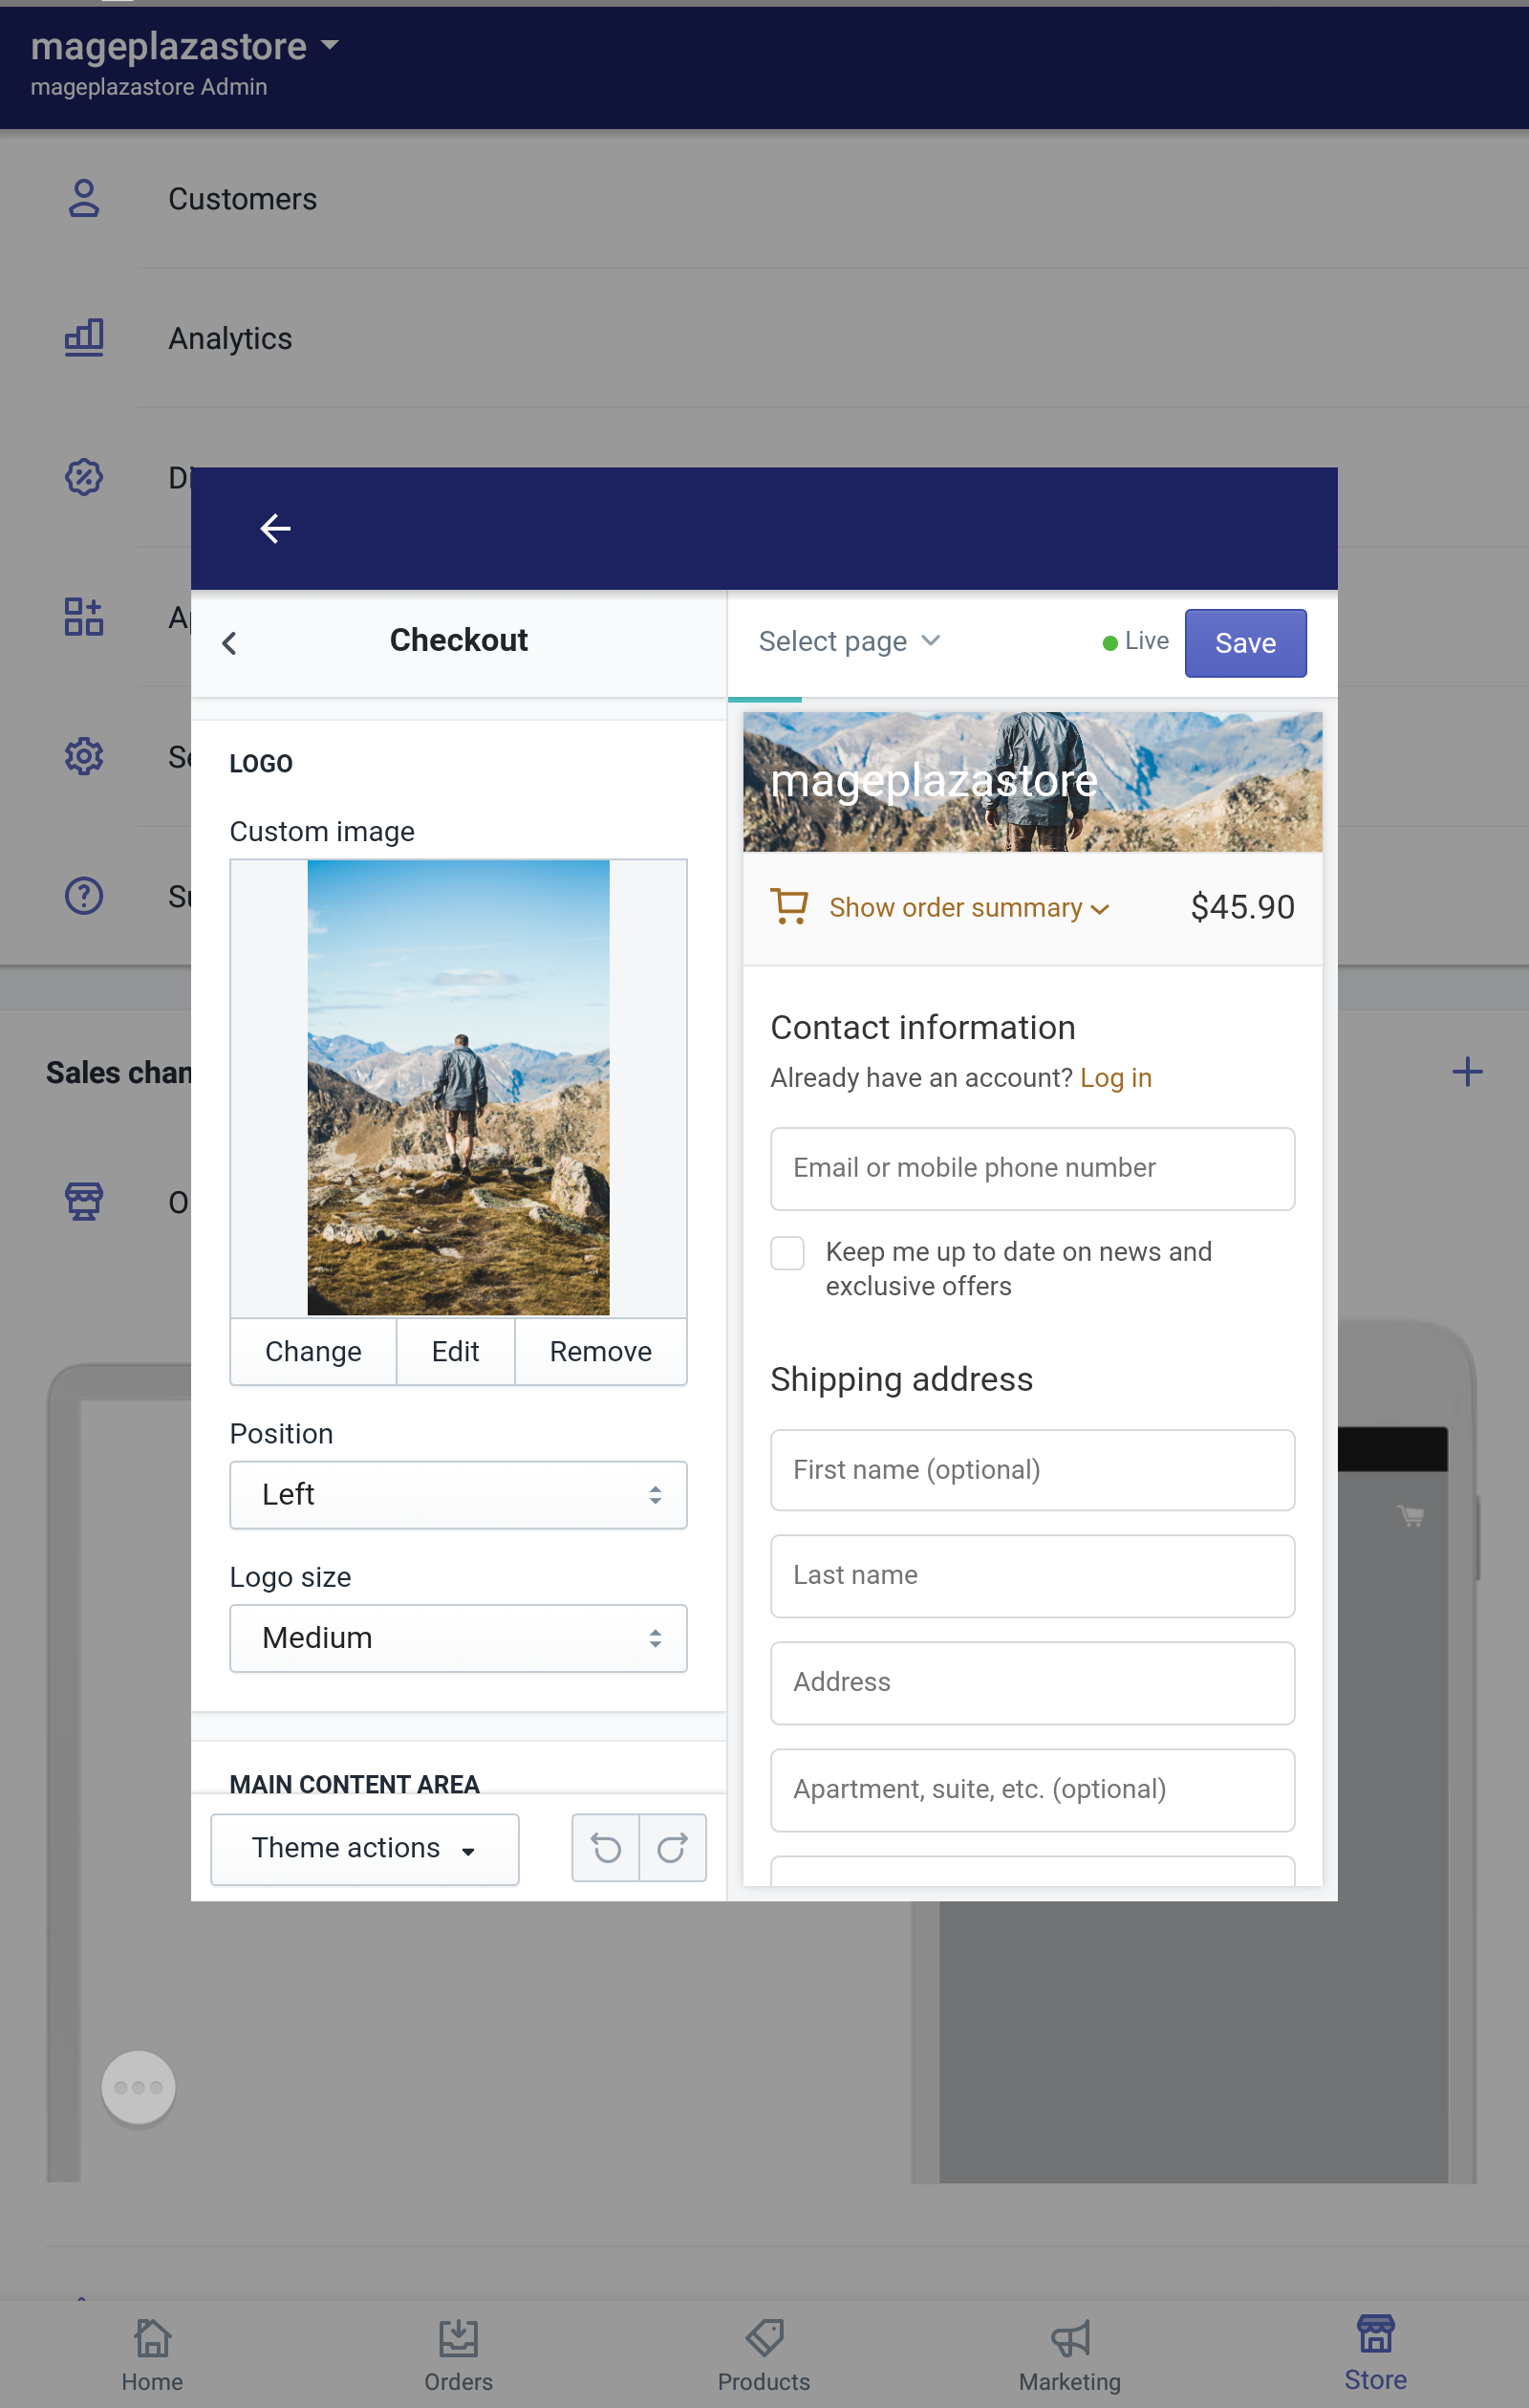 mageplazastore
mageplazastore Admin
Customers
Analytics
Di
Ap
Se
Su
Sales chan
O
Checkout
Select page
Live
Save
LOGO
Custom image
Change
Edit
Remove
Position
Left
Logo size
Medium
MAIN CONTENT AREA
Theme actions
mageplazastore
Show order summary
$45.90
Contact information
Already have an account? Log in
Email or mobile phone number
Keep me up to date on news and
exclusive offers
Shipping address
First name (optional)
Last name
Address
Apartment, suite, etc. (optional)
Home
Orders
Products
Marketing
Store